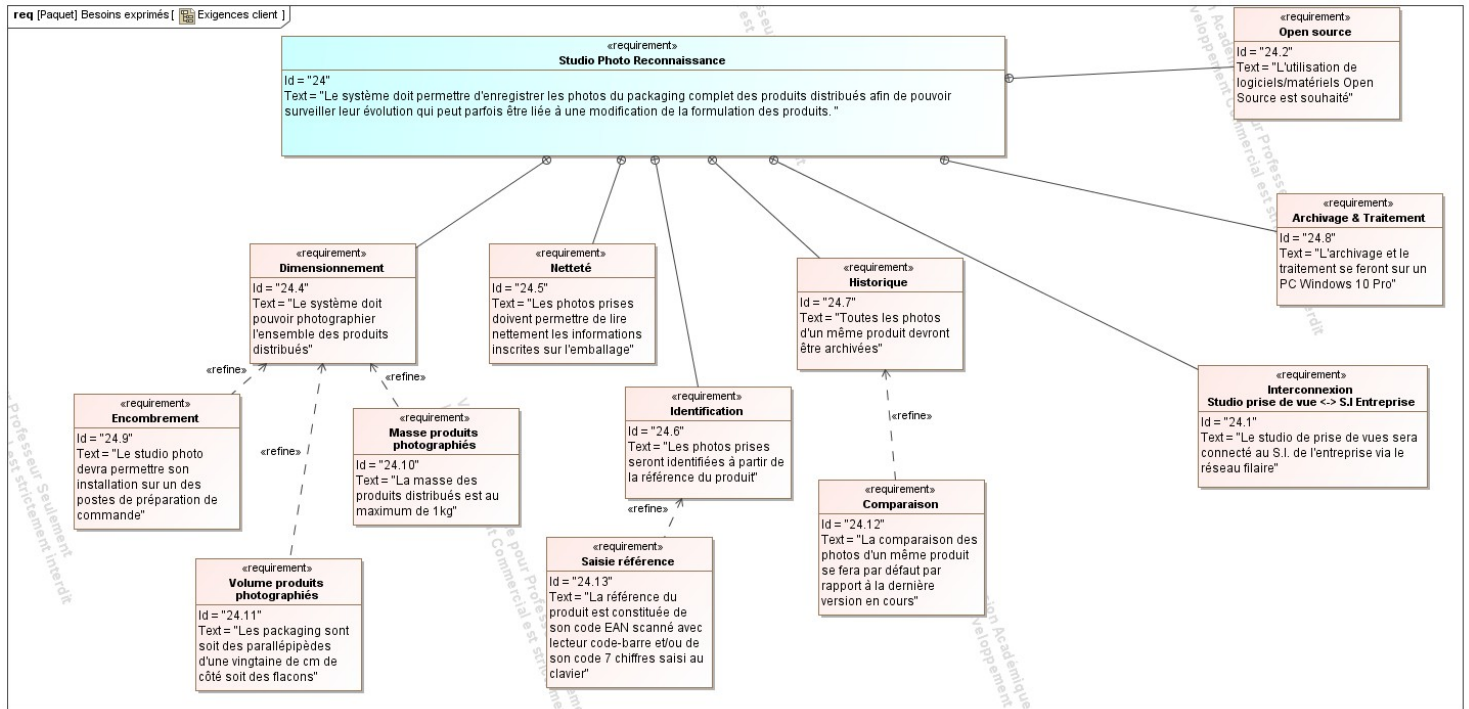 req [Paquet] Besoins exprimés [ Exigences client ]
«requirement»
Studio Photo Reconnaissance
Id = "24"
Text = "Le système doit permettre d'enregistrer les photos du packaging complet des produits distribués afin de pouvoir
surveiller leur évolution qui peut parfois être liée à une modification de la formulation des produits. "
«requirement»
Open source
Id = "24.2"
Text = "L'utilisation de
logiciels/matériels Open
Source est souhaité"
«requirement»
Archivage & Traitement
Id = "24.8"
Text = "L'archivage et le
traitement se feront sur un
PC Windows 10 Pro"
«requirement»
Dimensionnement
Id = "24.4"
Text = "Le système doit
pouvoir photographier
l'ensemble des produits
distribués"
«requirement»
Netteté
Id = "24.5"
Text = "Les photos prises
doivent permettre de lire
nettement les informations
inscrites sur l'emballage"
«requirement»
Historique
Id = "24.7"
Text = "Toutes les photos
d'un même produit devront
être archivées"
«refine»
«refine»
«refine»
«refine»
«refine»
«requirement»
Interconnexion
Studio prise de vue <-> S.I Entreprise
Id = "24.1"
Text = "Le studio de prise de vues sera
connecté au S.I. de l'entreprise via le
réseau filaire"
«requirement»
Identification
Id = "24.6"
Text = "Les photos prises
seront identifiées à partir de
la référence du produit"
«requirement»
Encombrement
Id = "24.9"
Text = "Le studio photo
devra permettre son
installation sur un des
postes de préparation de
commande"
«requirement»
Masse produits
photographiés
Id = "24.10"
Text = "La masse des
produits distribués est au
maximum de 1kg"
«requirement»
Comparaison
Id = "24.12"
Text = "La comparaison des
photos d'un même produit
se fera par défaut par
rapport à la dernière
version en cours"
«requirement»
Saisie référence
Id = "24.13"
Text = "La référence du
produit est constituée de
son code EAN scanné avec
lecteur code-barre et/ou de
son code 7 chiffres saisi au
clavier"
«requirement»
Volume produits
photographiés
Id = "24.11"
Text = "Les packaging sont
soit des parallépipèdes
d'une vingtaine de cm de
côté soit des flacons"